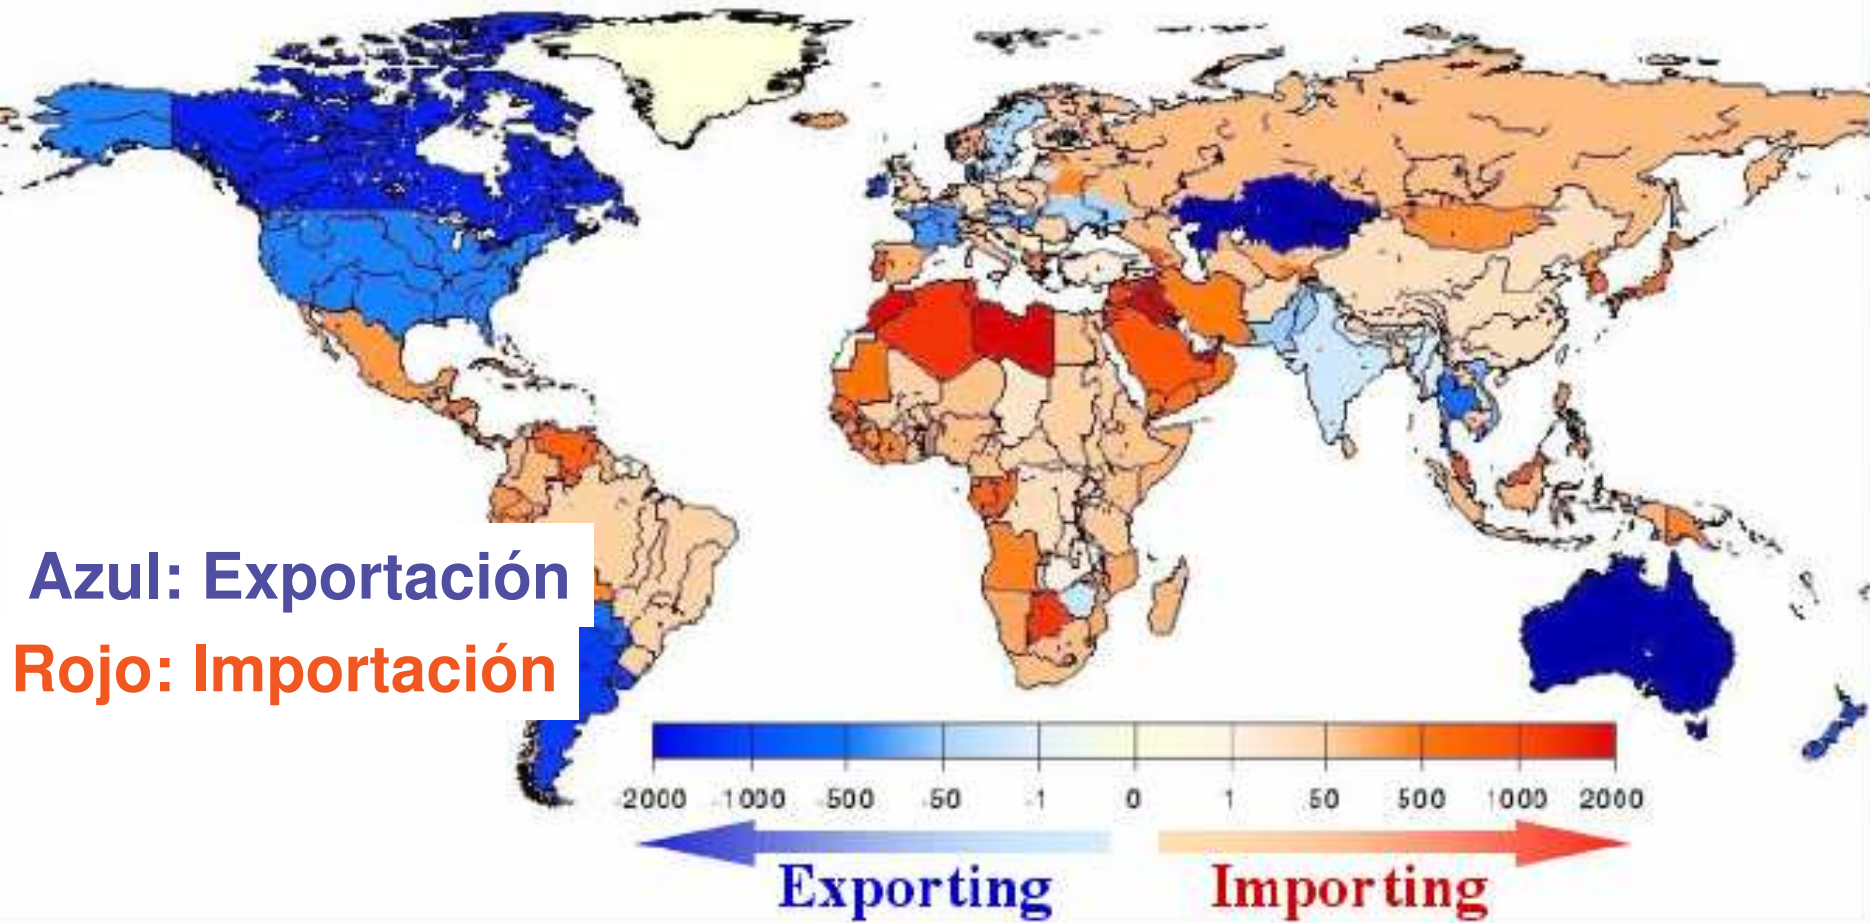 Azul: Exportación
Rojo: Importación
-2000 -1000 -500 -50 -1 0 1 50 500 1000 2000
Exporting Importing